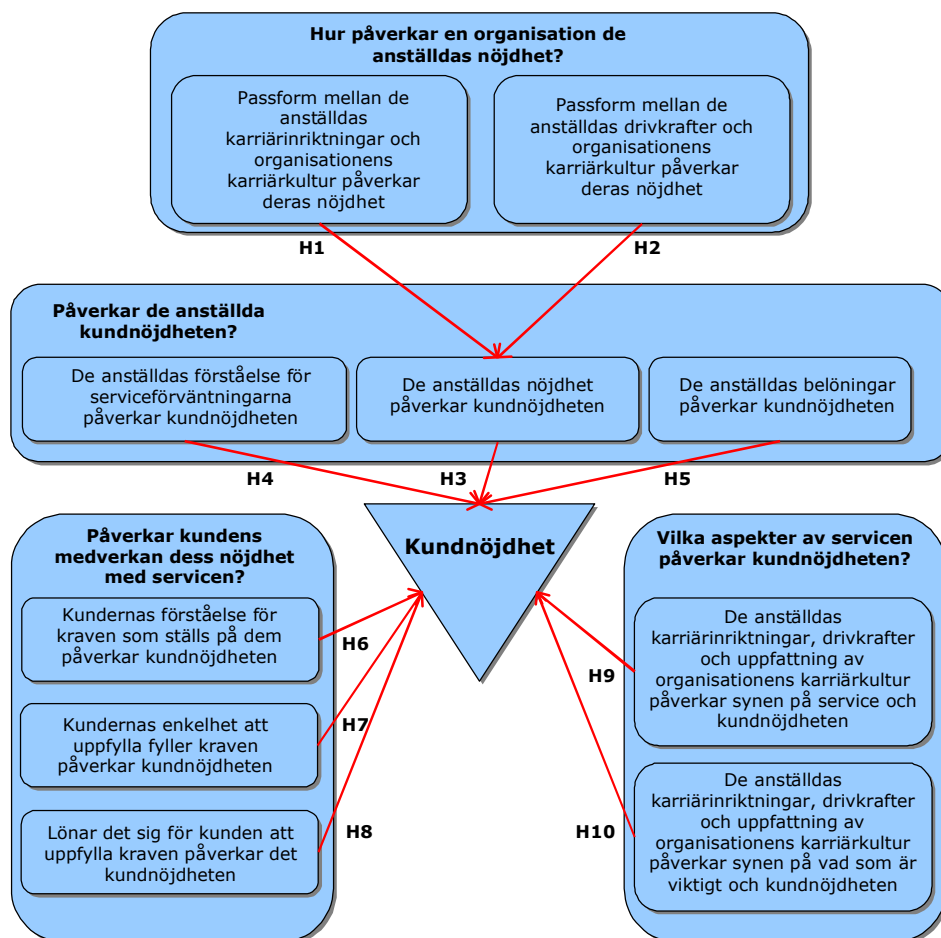 Hur påverkar en organisation de
anställdas nöjdhet?
Passform mellan de
anställdas
karriärinriktningar och
organisationens
karriärkultur påverkar
deras nöjdhet
Passform mellan de
anställdas drivkrafter och
organisationens
karriärkultur påverkar
deras nöjdhet
H1
H2
Påverkar de anställda
kundnöjdheten?
De anställdas förståelse för
serviceförväntningarna
påverkar kundnöjdheten
De anställdas nöjdhet
påverkar kundnöjdheten
De anställdas belöningar
påverkar kundnöjdheten
H4
H3
H5
Kundnöjdhet
Påverkar kundens
medverkan dess nöjdhet
med servicen?
Kundernas förståelse för
kraven som ställs på dem
påverkar kundnöjdheten
Kundernas enkelhet att
uppfylla fyller kraven
påverkar kundnöjdheten
Lönar det sig för kunden att
uppfylla kraven påverkar det
kundnöjdheten
H6
H7
H8
Vilka aspekter av servicen
påverkar kundnöjdheten?
De anställdas
karriärinriktningar, drivkrafter
och uppfattning av
organisationens karriärkultur
påverkar synen på service och
kundnöjdheten
De anställdas
karriärinriktningar, drivkrafter
och uppfattning av
organisationens karriärkultur
påverkar synen på vad som är
viktigt och kundnöjdheten
H9
H10